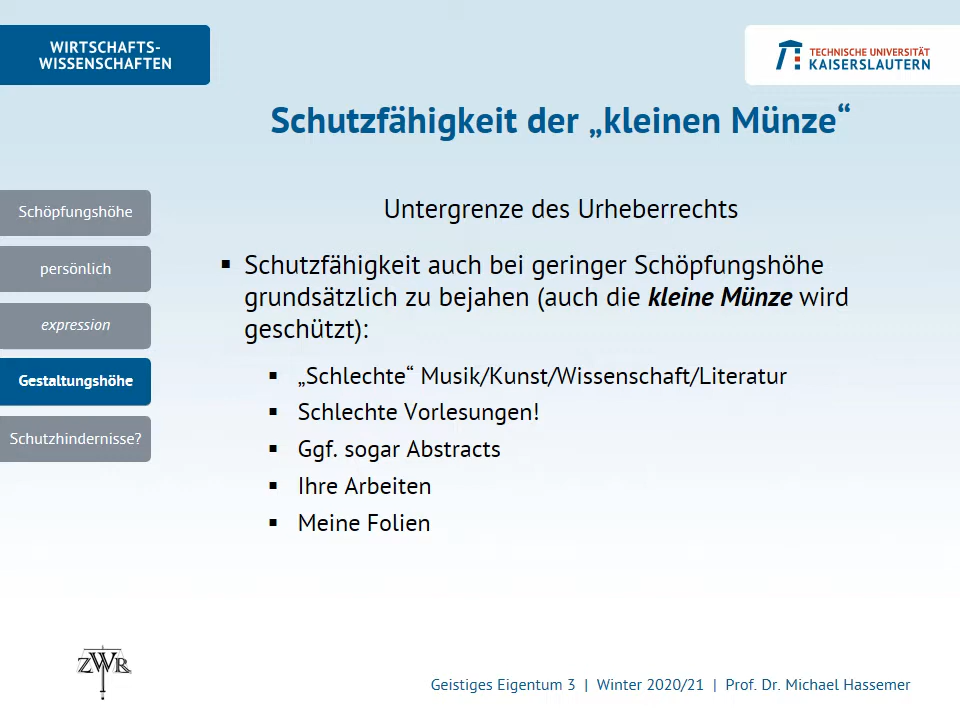 WIRTSCHAFTS-
WISSENSCHAFTEN
TECHNISCHE UNIVERSITÄT
KAISERSLAUTERN
Schutzfähigkeit der „kleinen Münze“
Schöpfungshöhe
persönlich
expression
Gestaltungshöhe
Schutzhindernisse?
Untergrenze des Urheberrechts
▪ Schutzfähigkeit auch bei geringer Schöpfungshöhe
grundsätzlich zu bejahen (auch die kleine Münze wird
geschützt):
▪ „Schlechte“ Musik/Kunst/Wissenschaft/Literatur
▪ Schlechte Vorlesungen!
▪ Ggf. sogar Abstracts
▪ Ihre Arbeiten
▪ Meine Folien
ZWR
Geistiges Eigentum 3 | Winter 2020/21 | Prof. Dr. Michael Hassemer